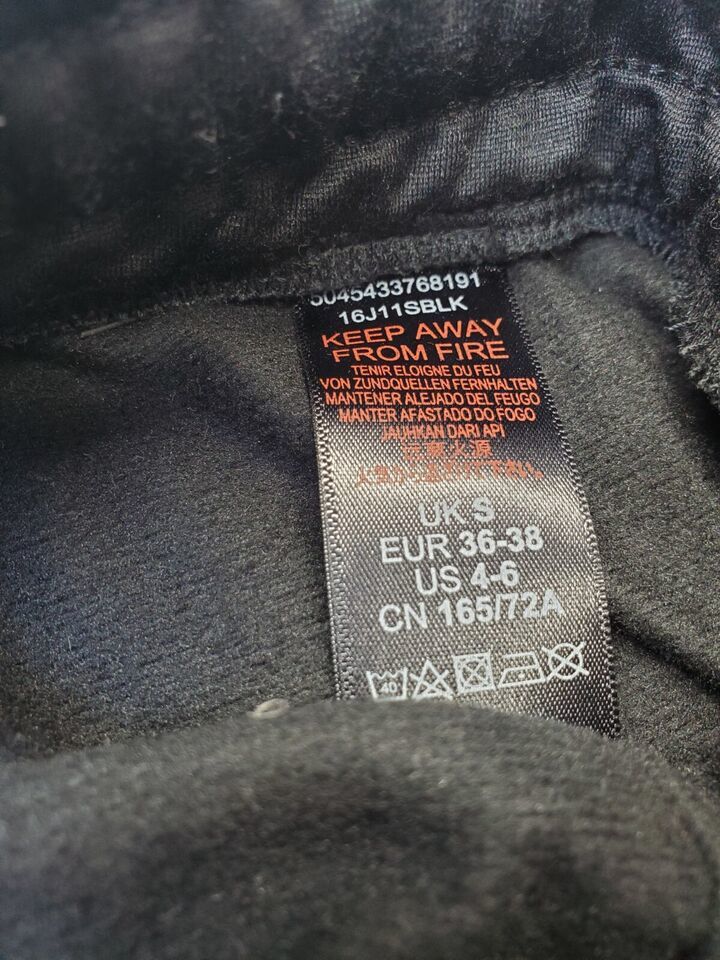 5045433768191
16J11SBLK
KEEP AWAY
FROM FIRE
TENIR ELOIGNE DU FEU
VON ZUNDQUELLEN FERNHALTEN
MANTENER ALEJADO DEL FEUGO
MANTER AFASTADO DO FOGO
JAUHKAN DARI API
UK S
EUR 36-38
US 4-6
CN 165/72A
40